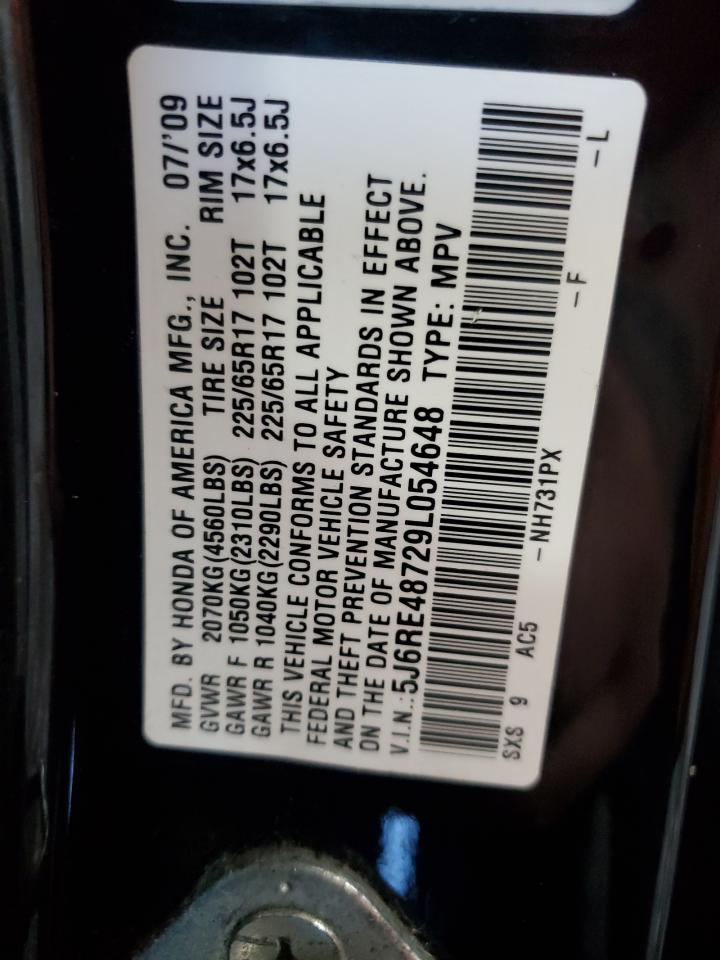 MFD. BY HONDA OF AMERICA MFG., INC. 07/'09
GVWR 2070KG(4560LBS) TIRE SIZE RIM SIZE
GAWR F 1050KG(2310LBS) 225/65R17 102T 17x6.5J
GAWR R 1040KG(2290LBS) 225/65R17 102T 17x6.5J
THIS VEHICLE CONFORMS TO ALL APPLICABLE
FEDERAL MOTOR VEHICLE SAFETY
AND THEFT PREVENTION STANDARDS IN EFFECT
ON THE DATE OF MANUFACTURE SHOWN ABOVE.
V.I.N.:5J6RE48729L054648 TYPE: MPV
SXS 9 AC5 -NH731PX -F -L